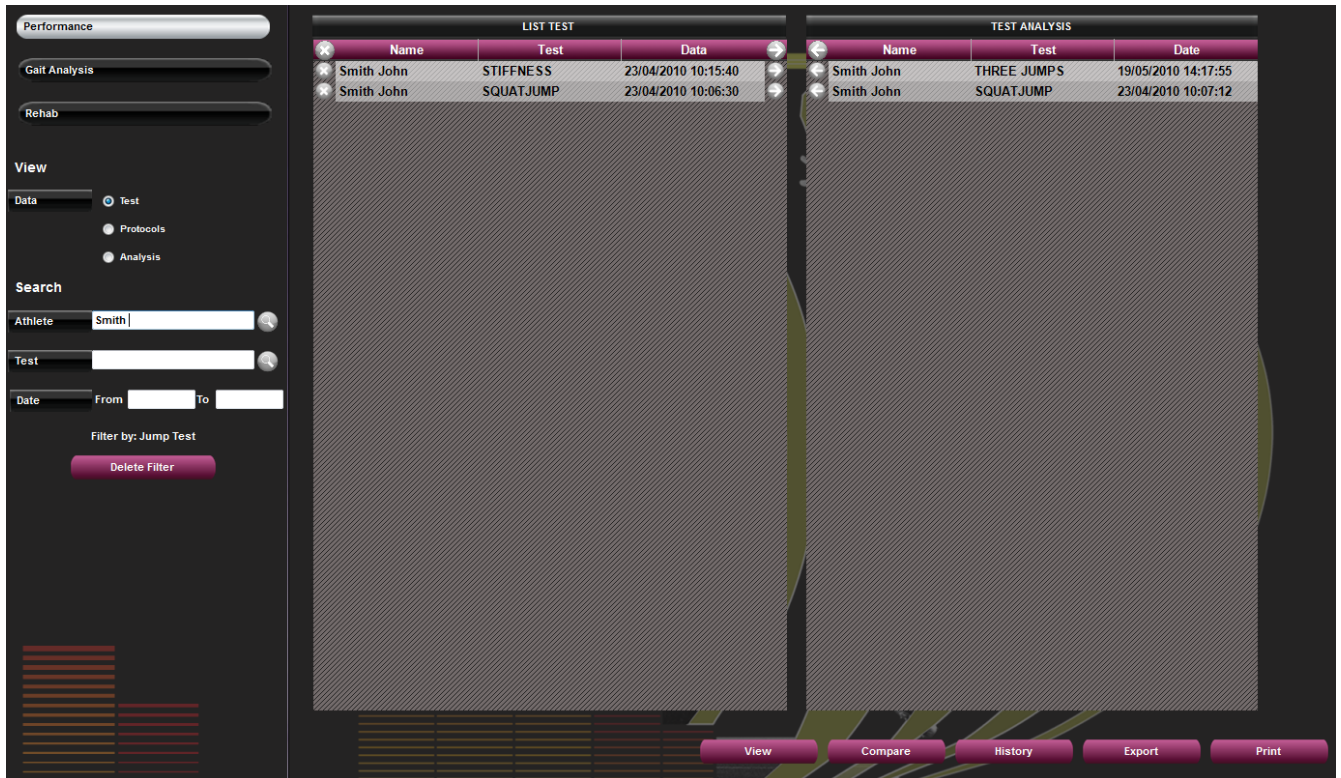 Performance
Gait Analysis
Rehab
View
Data
Test
Protocols
Analysis
Search
Athlete Smith
Test
Date From To
Filter by: Jump Test
Delete Filter
LIST TEST
Name Test Data
Smith John STIFFNESS 23/04/2010 10:15:40
Smith John SQUATJUMP 23/04/2010 10:06:30
TEST ANALYSIS
Name Test Date
Smith John THREE JUMPS 19/05/2010 14:17:55
Smith John SQUATJUMP 23/04/2010 10:07:12
View Compare History Export Print